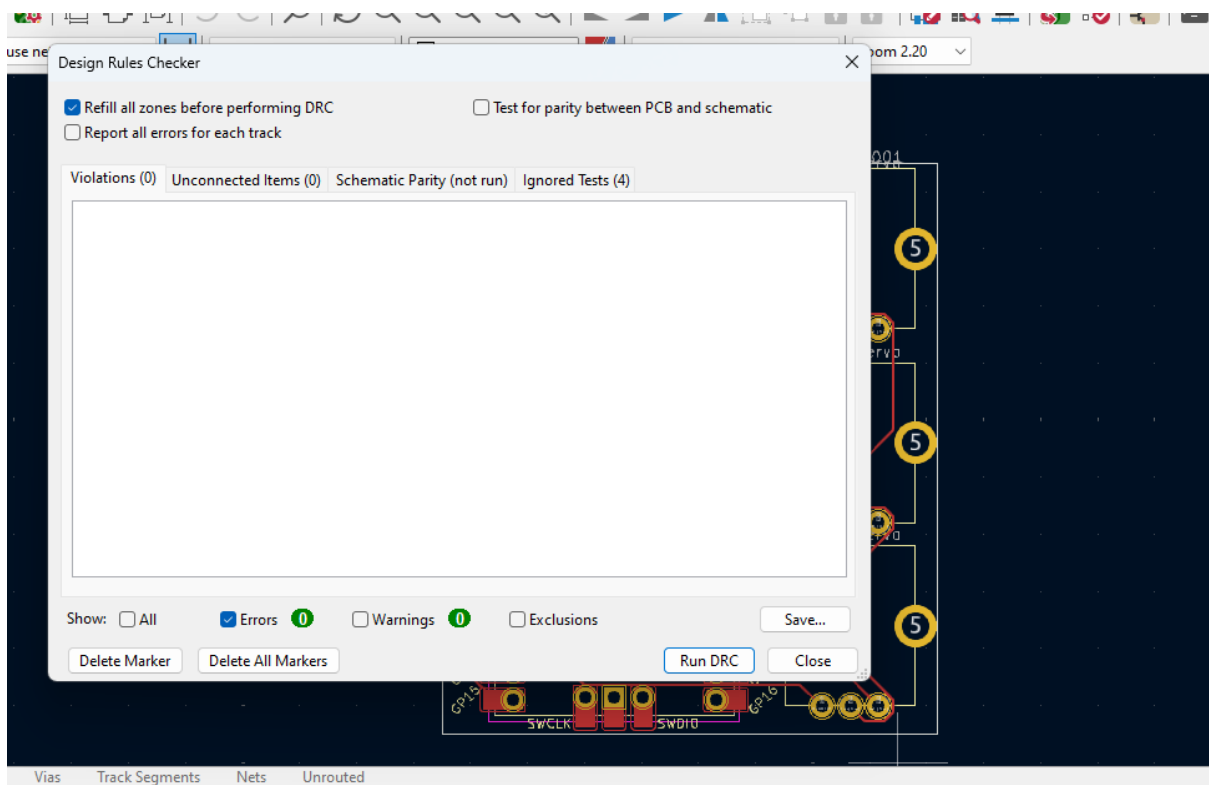 use ne
oom 2.20
Design Rules Checker
Refill all zones before performing DRC
Test for parity between PCB and schematic
Report all errors for each track
Violations (0) Unconnected Items (0) Schematic Parity (not run) Ignored Tests (4)
001
5
ervo
5
5
Show: All Errors 0 Warnings 0 Exclusions Save...
Delete Marker Delete All Markers Run DRC Close
GP15 SWCLK SWDIO GP16
Vias Track Segments Nets Unrouted